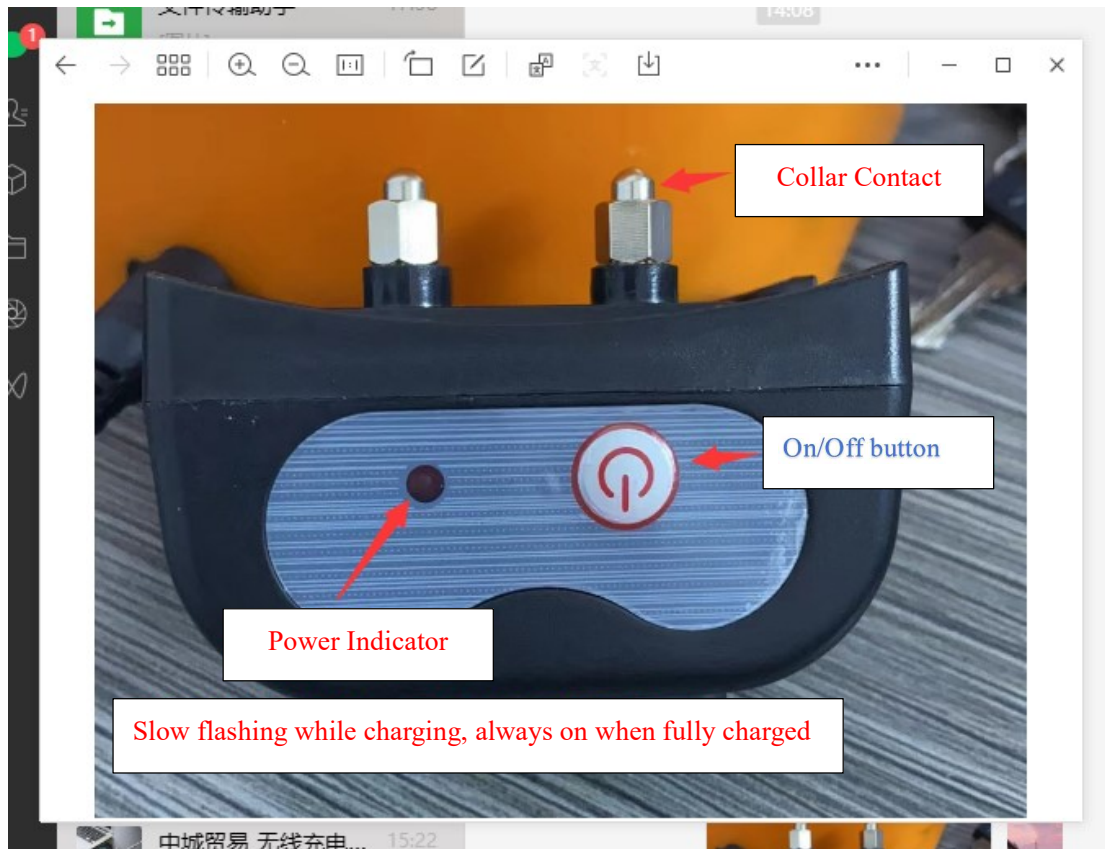 14:08
1
Collar Contact
On/Off button
Power Indicator
Slow flashing while charging, always on when fully charged
中城贸易 无线充电...
15:22